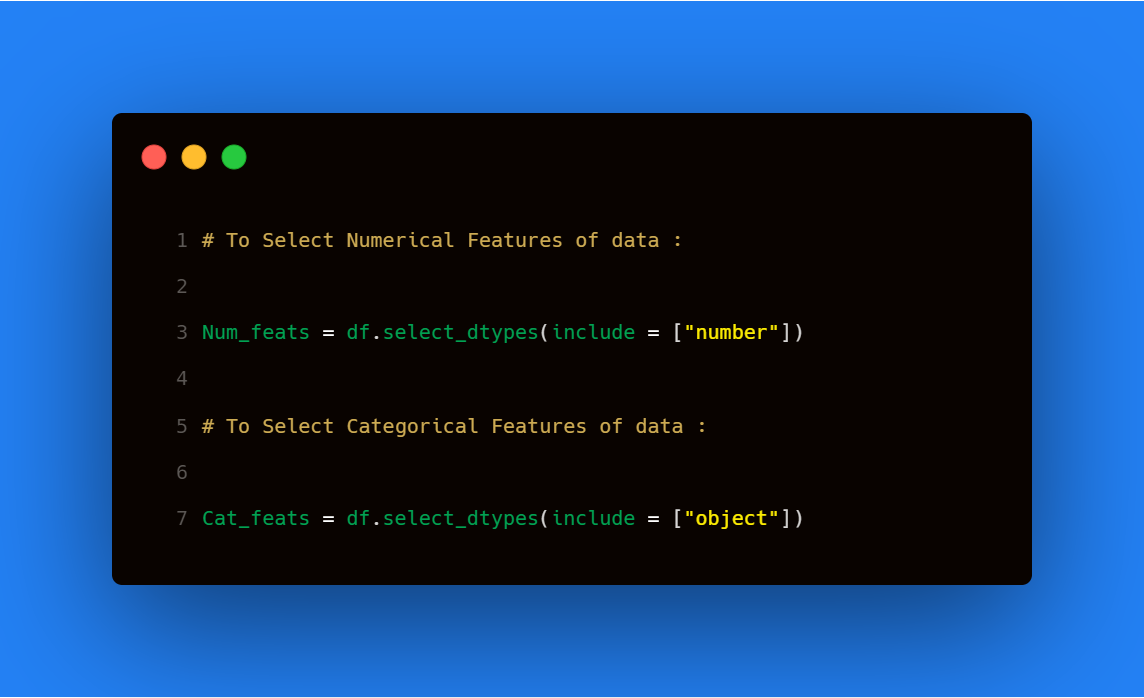 1 # To Select Numerical Features of data :
2
3 Num_feats = df.select_dtypes(include = ["number"])
4
5 # To Select Categorical Features of data :
6
7 Cat_feats = df.select_dtypes(include = ["object"])